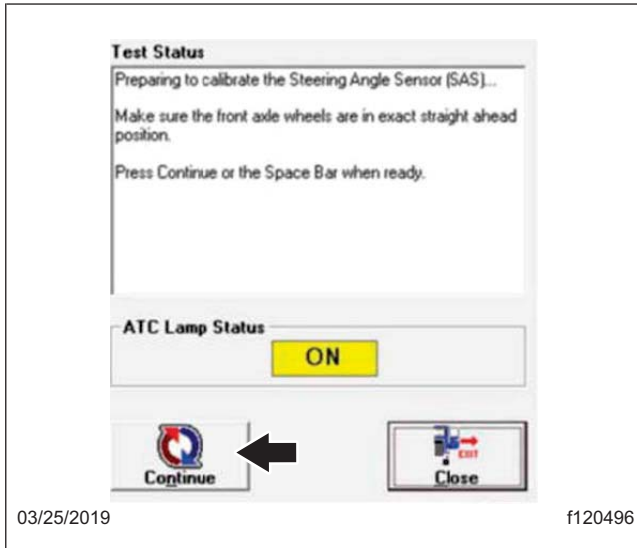 Test Status
Preparing to calibrate the Steering Angle Sensor (SAS)...
Make sure the front axle wheels are in exact straight ahead
position.
Press Continue or the Space Bar when ready.
ATC Lamp Status
ON
EXIT
Continue
Close
03/25/2019
f120496